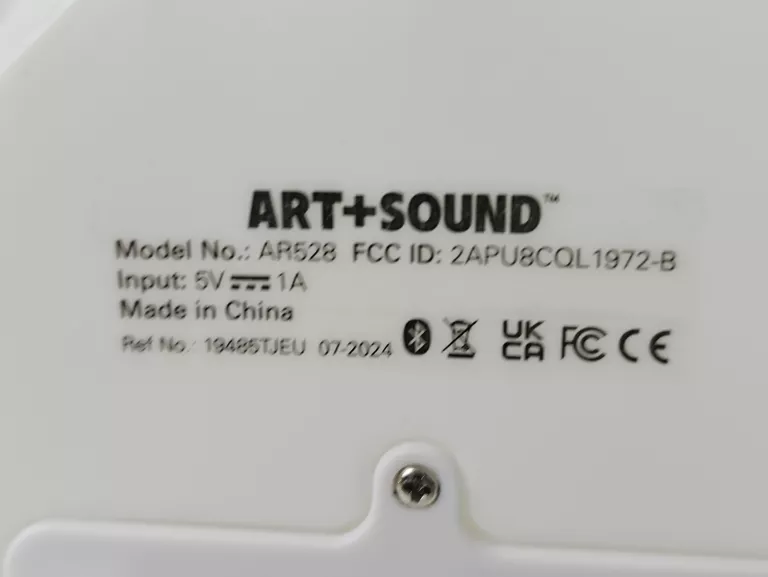 ART+SOUND™
Model No.: AR528 FCC ID: 2APU8CQL1972-B
Input: 5V ⎓ 1A
Made in China
Ref No.: 19485TJEU 07-2024 UK CA FC CE